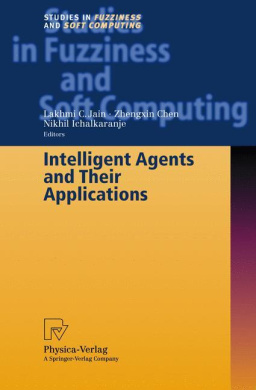 STUDIES IN FUZZINESS
AND SOFT COMPUTING
Studies
in Fuzziness
and
Soft Computing
Lakhmi C. Jain · Zhengxin Chen
Nikhil Ichalkaranje
Editors
Intelligent Agents
and Their
Applications
Physica-Verlag
A Springer-Verlag Company